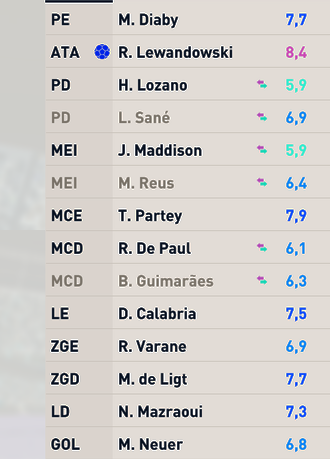 PE M. Diaby 7,7
ATA R. Lewandowski 8,4
PD H. Lozano 5,9
PD L. Sané 6,9
MEI J. Maddison 5,9
MEI M. Reus 6,4
MCE T. Partey 7,9
MCD R. De Paul 6,1
MCD B. Guimarães 6,3
LE D. Calabria 7,5
ZGE R. Varane 6,9
ZGD M. de Ligt 7,7
LD N. Mazraoui 7,3
GOL M. Neuer 6,8